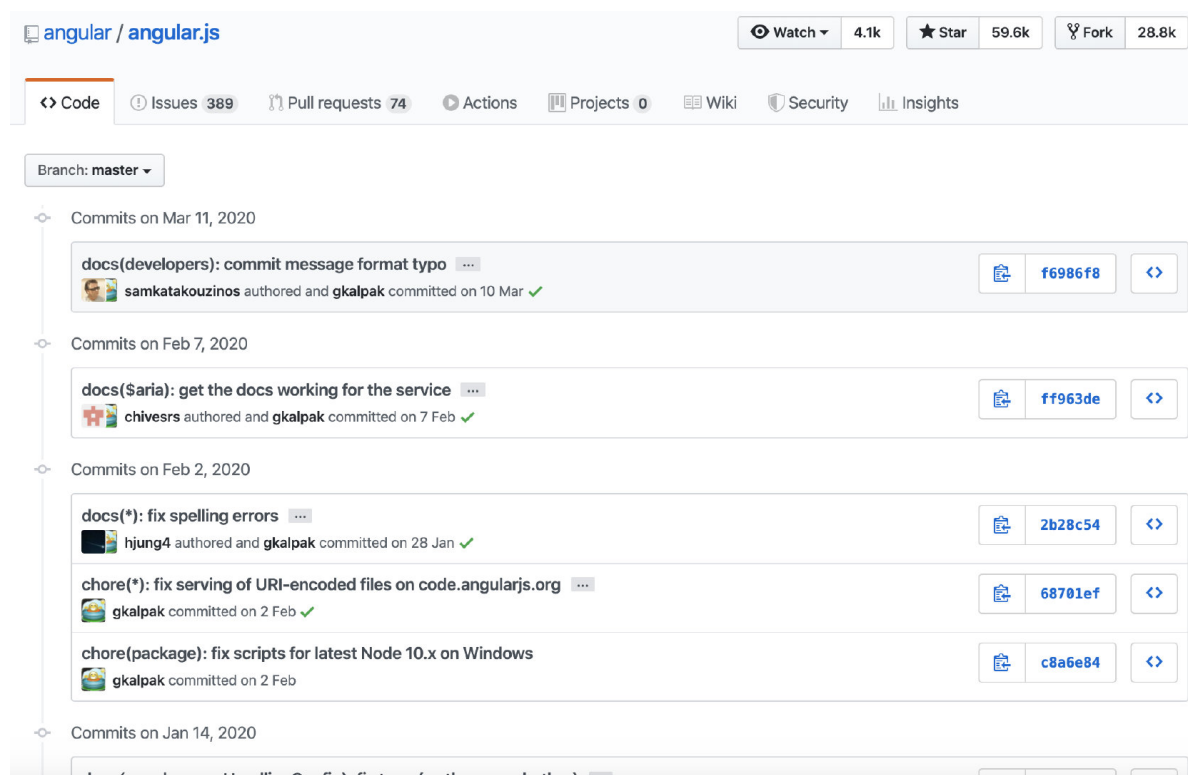 angular / angular.js
Watch 4.1k Star 59.6k Fork 28.8k
Code Issues 389 Pull requests 74 Actions Projects 0 Wiki Security Insights
Branch: master
Commits on Mar 11, 2020
docs(developers): commit message format typo ...
f6986f8
samkatakouzinos authored and gkalpak committed on 10 Mar
Commits on Feb 7, 2020
docs($aria): get the docs working for the service ...
ff963de
chivesrs authored and gkalpak committed on 7 Feb
Commits on Feb 2, 2020
docs(*): fix spelling errors ...
2b28c54
hjung4 authored and gkalpak committed on 28 Jan
chore(*): fix serving of URI-encoded files on code.angularjs.org ...
68701ef
gkalpak committed on 2 Feb
chore(package): fix scripts for latest Node 10.x on Windows
c8a6e84
gkalpak committed on 2 Feb
Commits on Jan 14, 2020